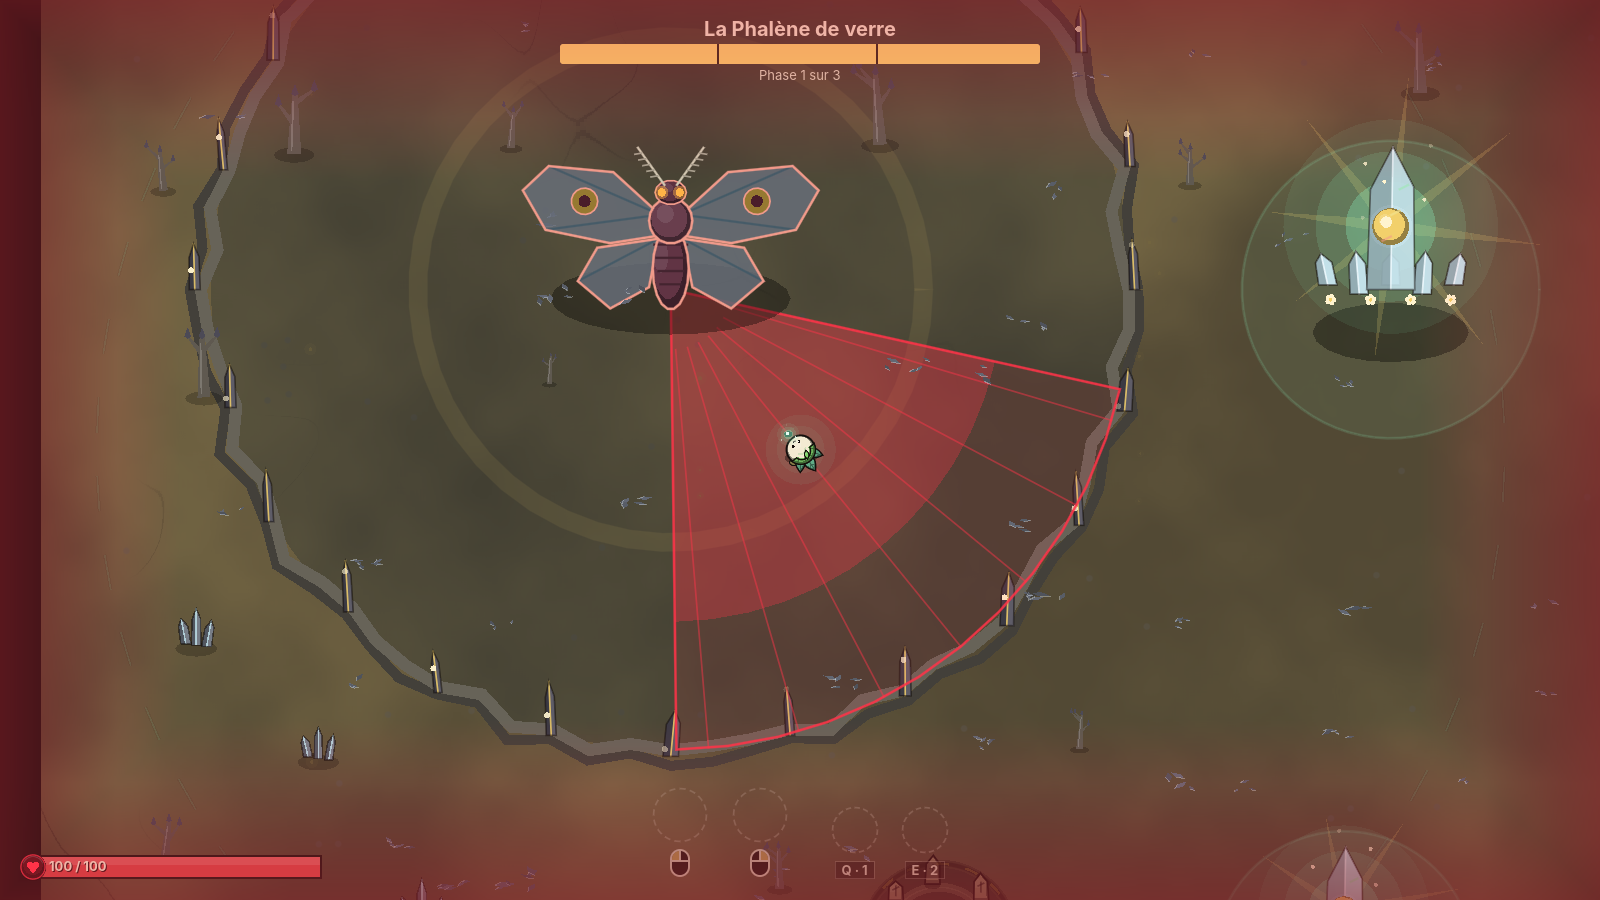 La Phalène de verre
Phase 1 sur 3
100 / 100
Q · 1
E · 2